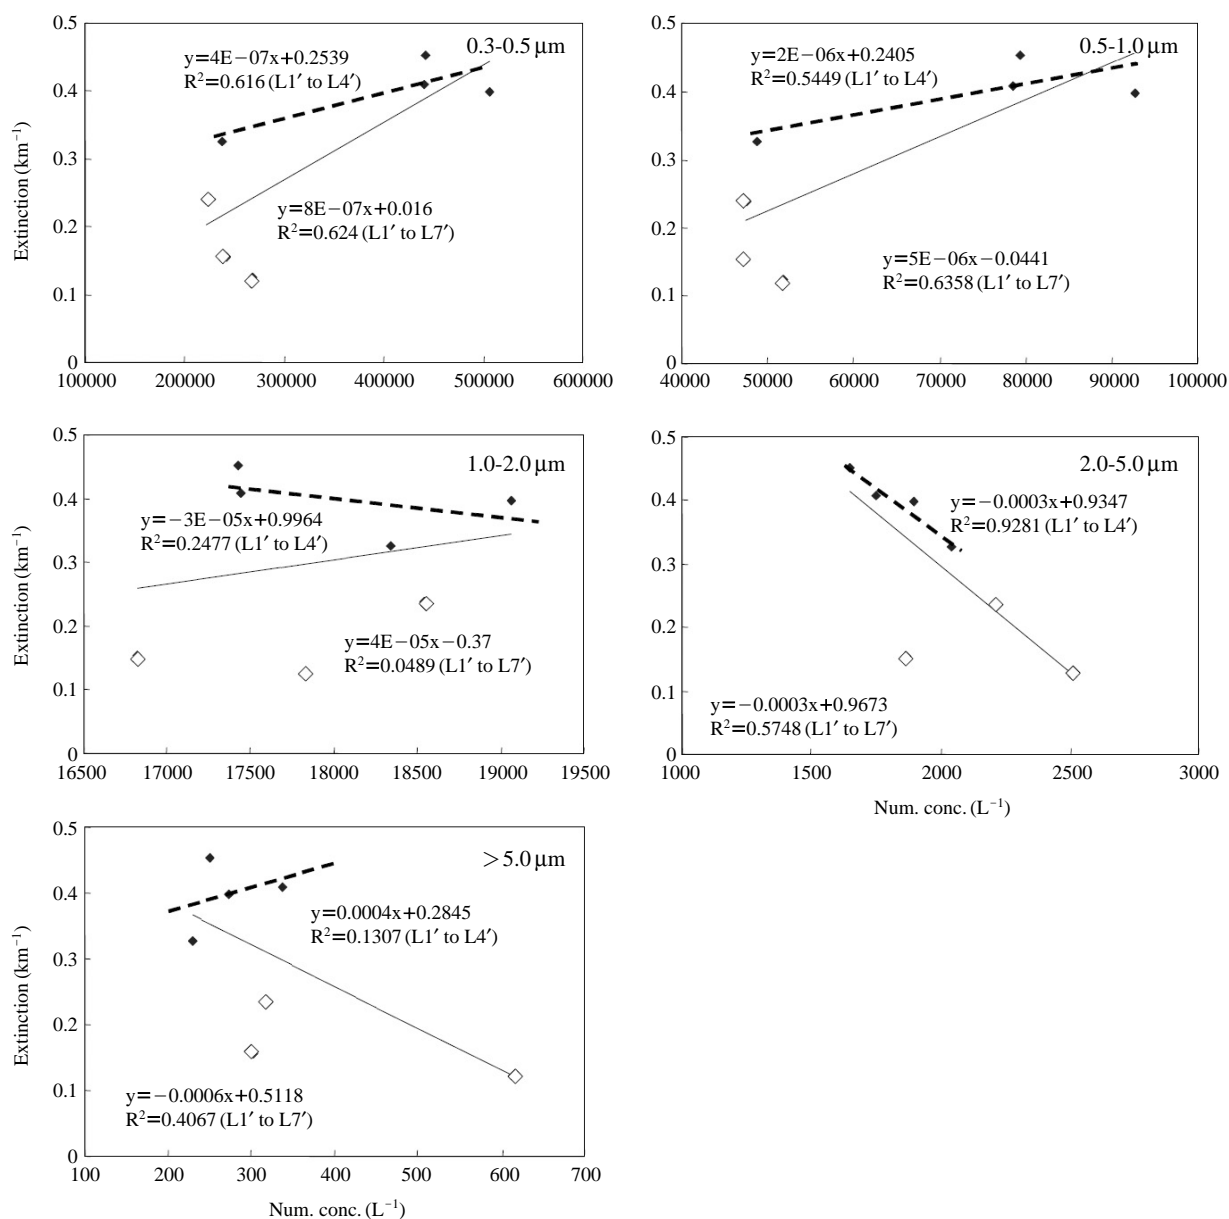 0.5
0.4
0.3
0.2
0.1
0
Extinction (km⁻¹)
y=4E−07x+0.2539
R²=0.616 (L1′ to L4′)
0.3-0.5 μm
y=8E−07x+0.016
R²=0.624 (L1′ to L7′)
100000 200000 300000 400000 500000 600000
0.5
0.4
0.3
0.2
0.1
0
Extinction (km⁻¹)
y=2E−06x+0.2405
R²=0.5449 (L1′ to L4′)
0.5-1.0 μm
y=5E−06x−0.0441
R²=0.6358 (L1′ to L7′)
40000 50000 60000 70000 80000 90000 100000
0.5
0.4
0.3
0.2
0.1
0
Extinction (km⁻¹)
1.0-2.0 μm
y=−3E−05x+0.9964
R²=0.2477 (L1′ to L4′)
y=4E−05x−0.37
R²=0.0489 (L1′ to L7′)
16500 17000 17500 18000 18500 19000 19500
0.5
0.4
0.3
0.2
0.1
0
Extinction (km⁻¹)
2.0-5.0 μm
y=−0.0003x+0.9347
R²=0.9281 (L1′ to L4′)
y=−0.0003x+0.9673
R²=0.5748 (L1′ to L7′)
1000 1500 2000 2500 3000
Num. conc. (L⁻¹)
0.5
0.4
0.3
0.2
0.1
0
Extinction (km⁻¹)
>5.0 μm
y=0.0004x+0.2845
R²=0.1307 (L1′ to L4′)
y=−0.0006x+0.5118
R²=0.4067 (L1′ to L7′)
100 200 300 400 500 600 700
Num. conc. (L⁻¹)